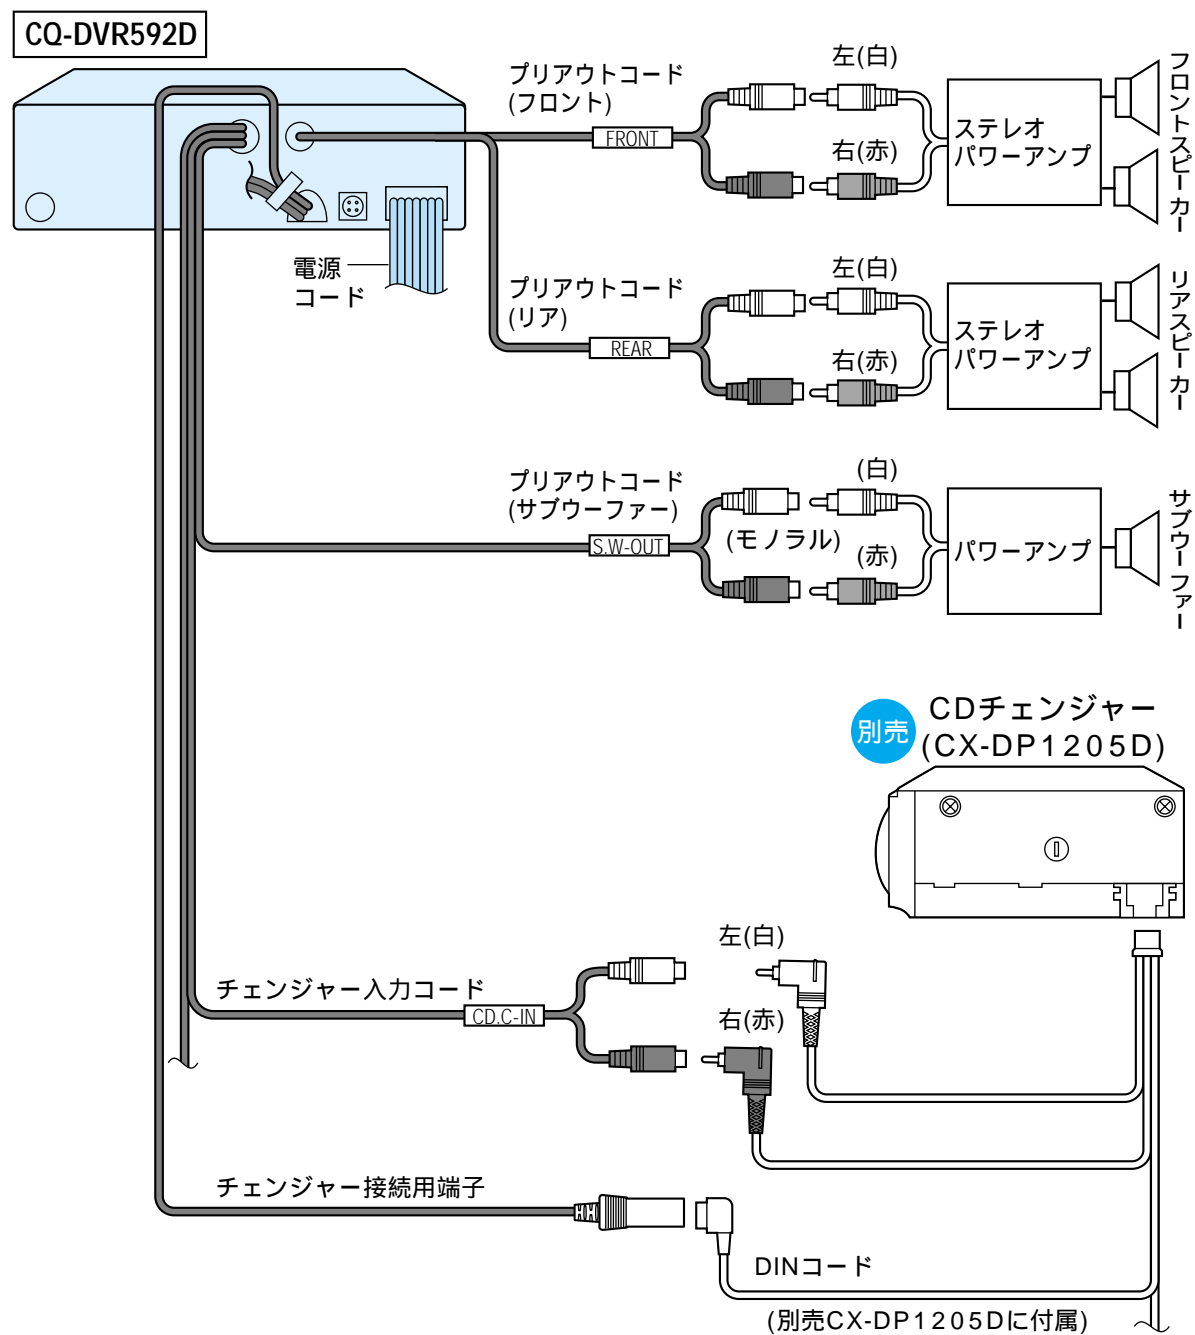 CQ-DVR592D
プリアウトコード
(フロント)
FRONT
左(白)
右(赤)
ステレオ
パワーアンプ
フロントスピーカー
電源
コード
プリアウトコード
(リア)
REAR
左(白)
右(赤)
ステレオ
パワーアンプ
リアスピーカー
プリアウトコード
(サブウーファー)
S.W-OUT
(モノラル)
(白)
(赤)
パワーアンプ
サブウーファー
別売
CDチェンジャー
(CX-DP1205D)
チェンジャー入力コード
CD.C-IN
左(白)
右(赤)
チェンジャー接続用端子
DINコード
(別売CX-DP1205Dに付属)